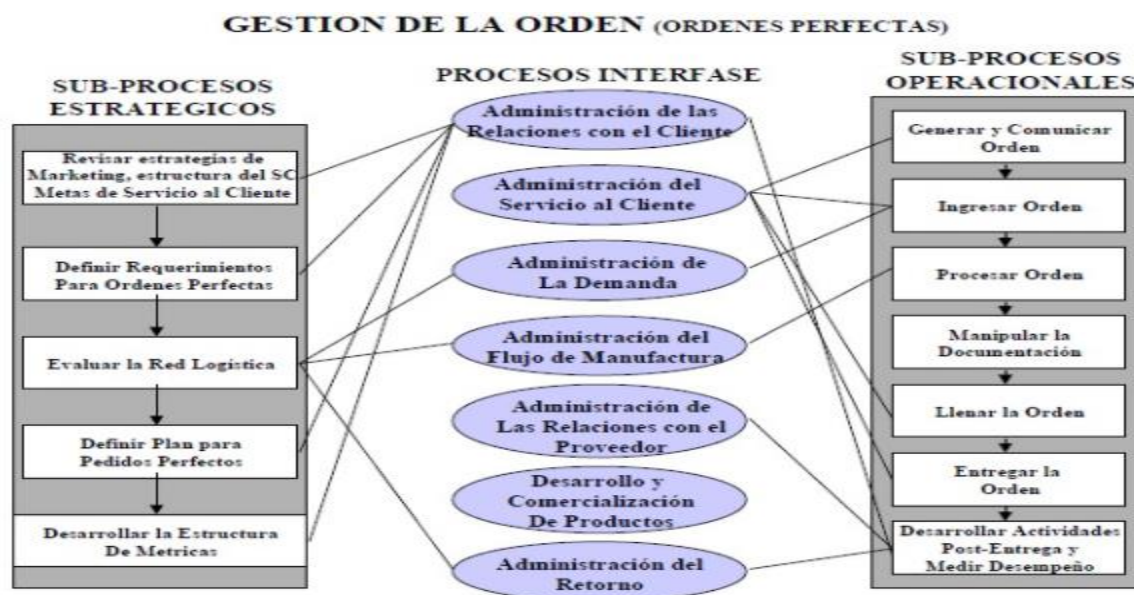 GESTION DE LA ORDEN (ORDENES PERFECTAS)
SUB-PROCESOS
ESTRATEGICOS
Revisar estrategias de
Marketing, estructura del SC
Metas de Servicio al Cliente
Definir Requerimientos
Para Ordenes Perfectas
Evaluar la Red Logística
Definir Plan para
Pedidos Perfectos
Desarrollar la Estructura
De Metricas
PROCESOS INTERFASE
Administración de las
Relaciones con el Cliente
Administración del
Servicio al Cliente
Administración de
La Demanda
Administración del
Flujo de Manufactura
Administración de
Las Relaciones con el
Proveedor
Desarrollo y
Comercialización
De Productos
Administración del
Retorno
SUB-PROCESOS
OPERACIONALES
Generar y Comunicar
Orden
Ingresar Orden
Procesar Orden
Manipular la
Documentación
Llenar la Orden
Entregar la
Orden
Desarrollar Actividades
Post-Entrega y
Medir Desempeño